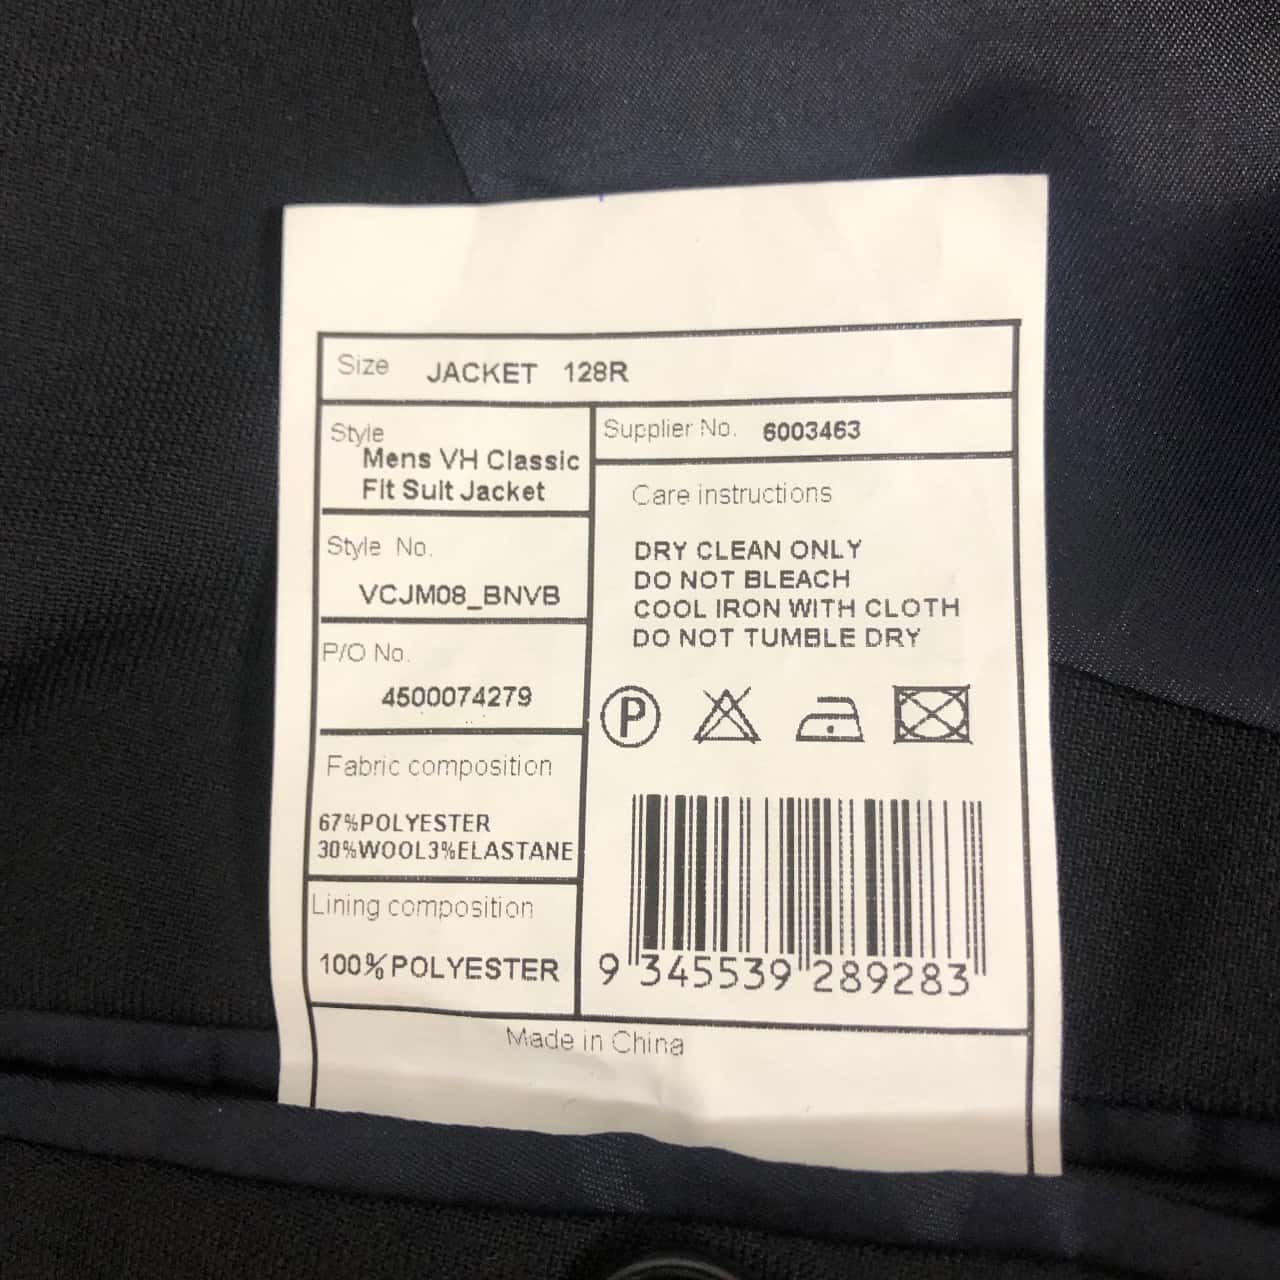 Size JACKET 128R
Style
Mens VH Classic
Fit Suit Jacket
Style No.
VCJM08_BNVB
P/O No.
4500074279
Fabric composition
67%POLYESTER
30%WOOL3%ELASTANE
Lining composition
100%POLYESTER
Supplier No. 6003463
Care instructions
DRY CLEAN ONLY
DO NOT BLEACH
COOL IRON WITH CLOTH
DO NOT TUMBLE DRY
P
9 345539 289283
Made in China